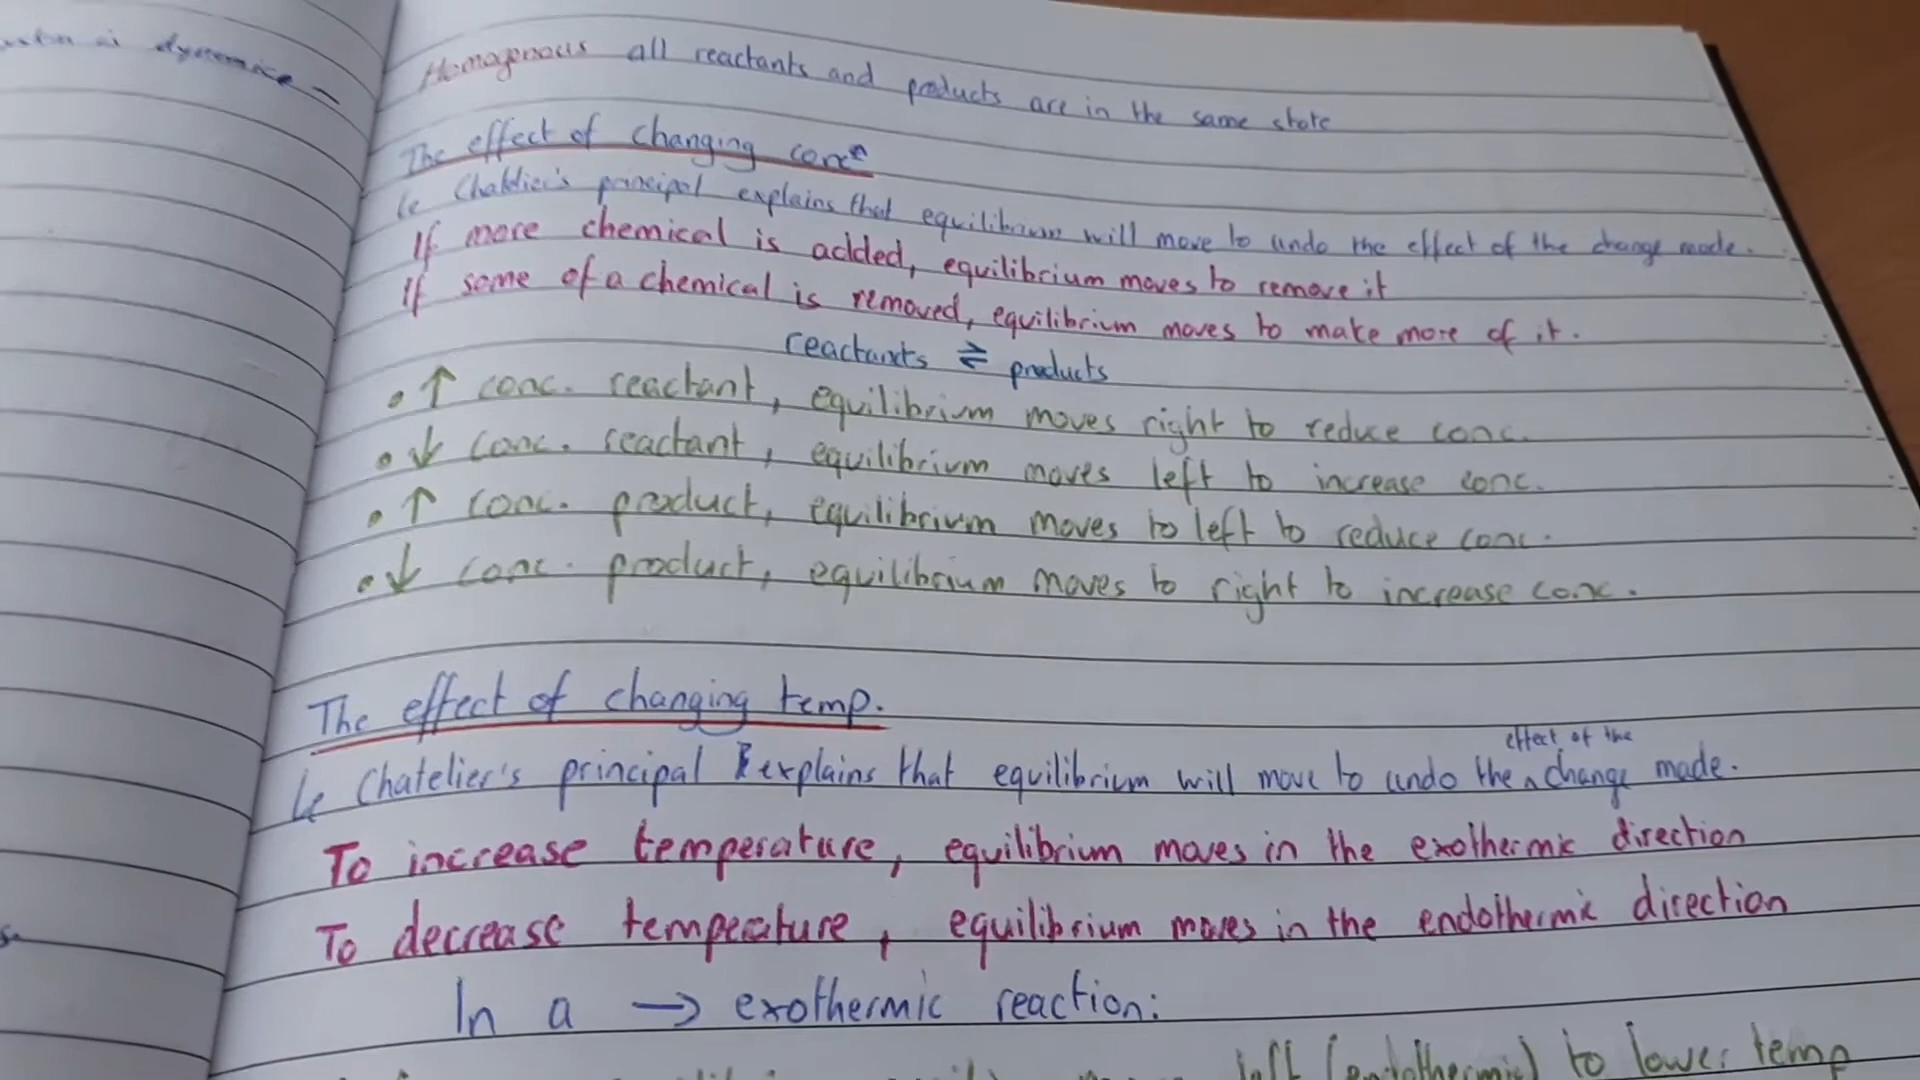 dynamic -
Homogenous all reactants and products are in the same state
The effect of changing concⁿ
Le Chatelier's principal explains that equilibrium will move to undo the effect of the change made.
If more chemical is added, equilibrium moves to remove it
If some of a chemical is removed, equilibrium moves to make more of it.
reactants ⇌ products
• ↑ conc. reactant, equilibrium moves right to reduce conc.
• ↓ conc. reactant, equilibrium moves left to increase conc.
• ↑ conc. product, equilibrium moves to left to reduce conc.
• ↓ conc. product, equilibrium moves to right to increase conc.
The effect of changing temp.
effect of the
Le Chatelier's principal explains that equilibrium will move to undo the ^ change made.
To increase temperature, equilibrium moves in the exothermic direction
To decrease temperature, equilibrium moves in the endothermic direction
In a → exothermic reaction:
left (endothermic) to lower temp